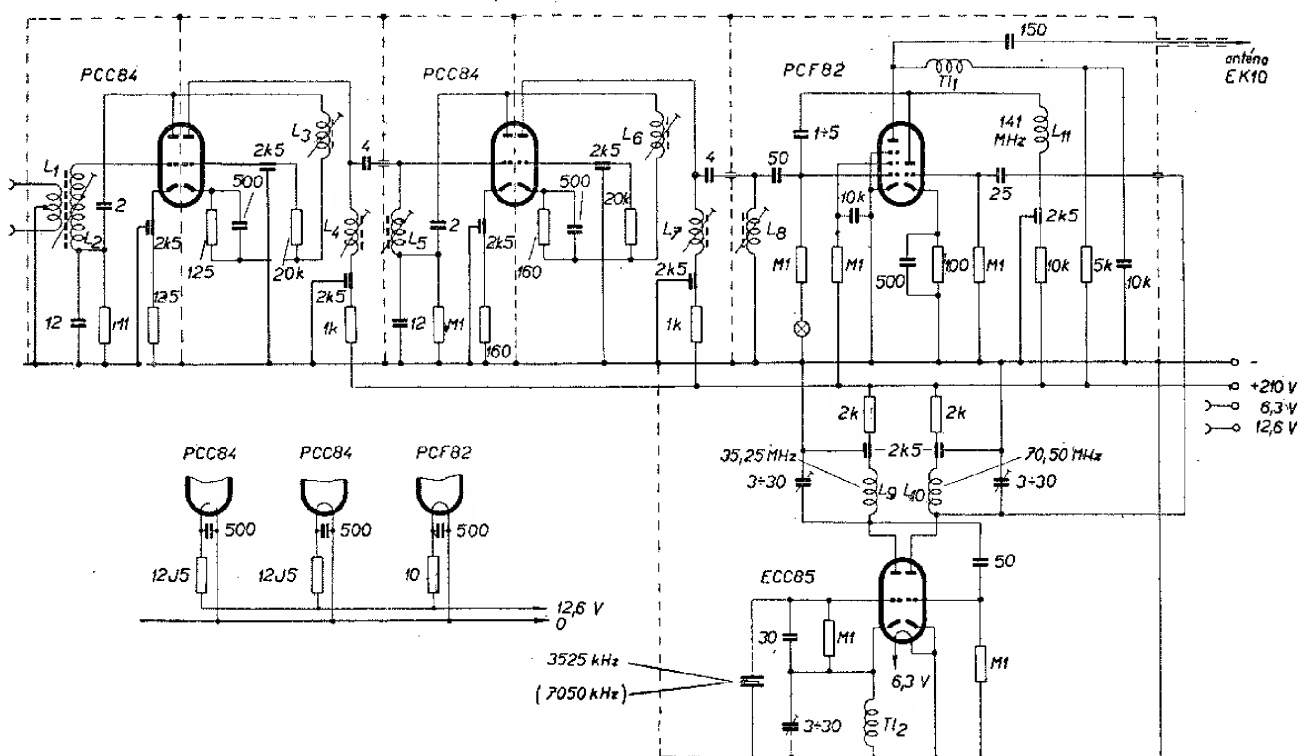 150
anténa
EK10
PCC84
PCC84
PCF82
Tl₁
L₃
L₆
1÷5
141 MHz
L₁₁
4
4
50
2k5
2k5
25
L₁
500
500
20k
10k
2
L₂
2k5
L₄
L₅
2
2k5
L₇
L₈
2k5
125
20k
160
2k5
M1
M1
500
100
M1
10k
5k
10k
2k5
12
M1
125
1k
12
M1
160
1k
-
+210 V
6,3 V
12,6 V
2k
2k
PCC84
PCC84
PCF82
35,25 MHz
2k5
70,50 MHz
3÷30
L₉
L₁₀
3÷30
500
500
500
50
12J5
12J5
10
ECC85
12,6 V
0
30
M1
3525 kHz
M1
(7050 kHz)
6,3 V
3÷30
Tl₂